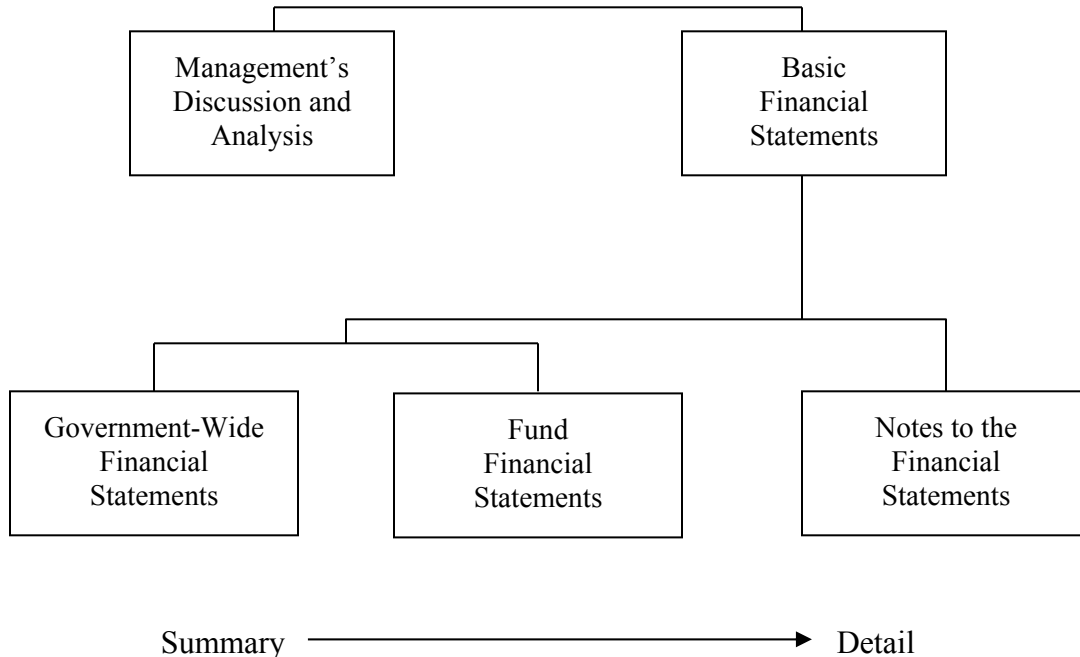 Management’s
Discussion and
Analysis
Basic
Financial
Statements
Government-Wide
Financial
Statements
Fund
Financial
Statements
Notes to the
Financial
Statements
Summary
Detail